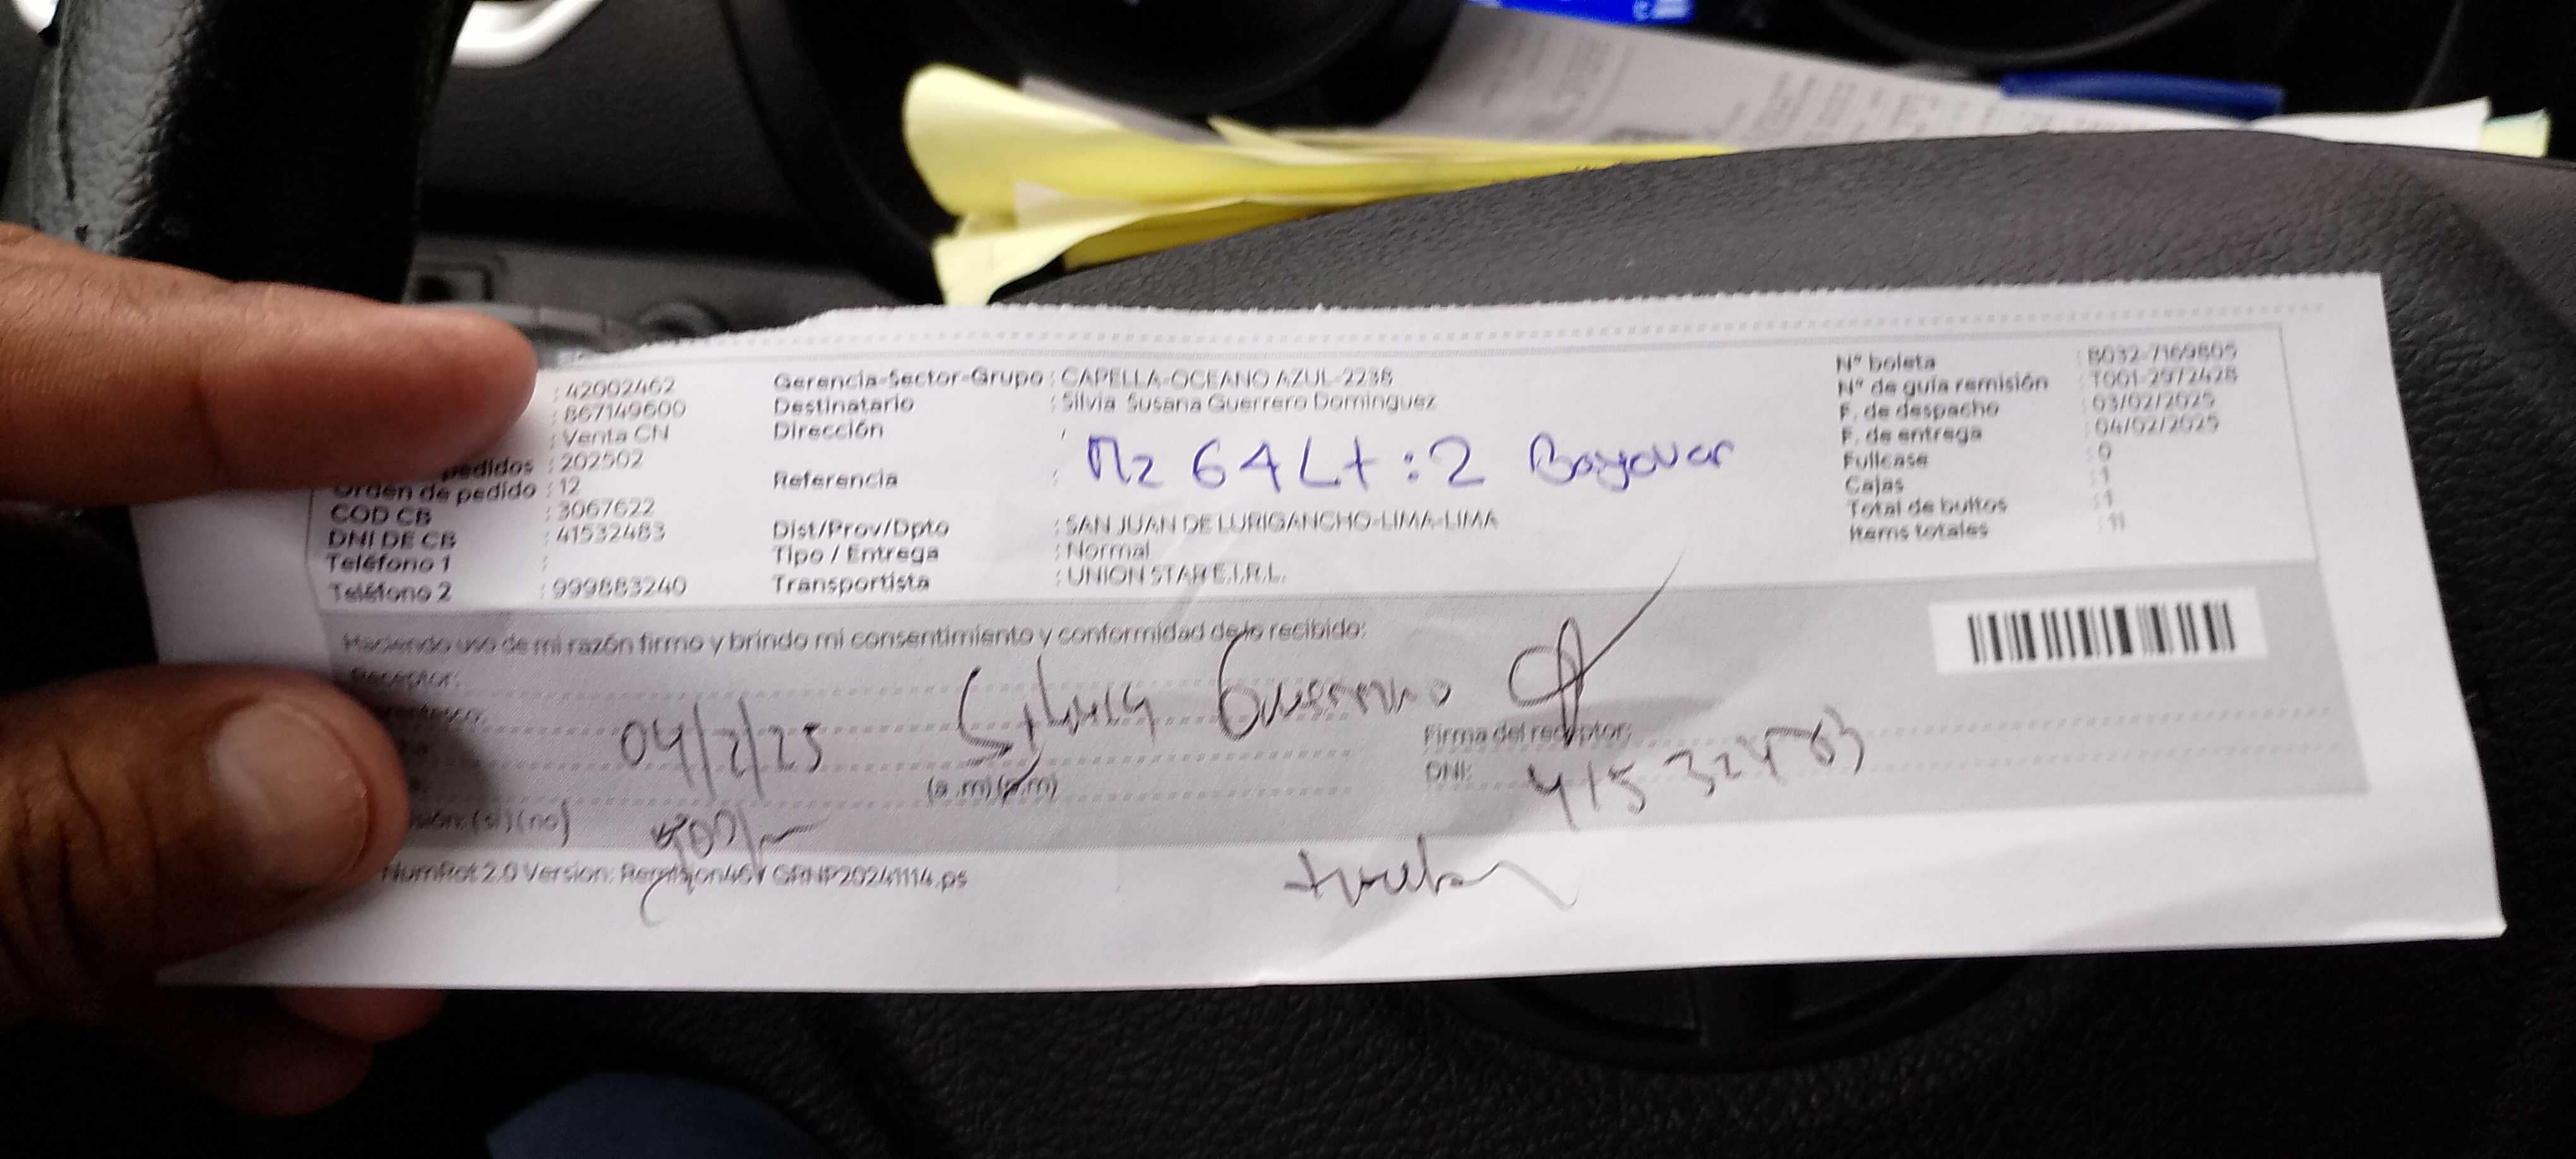 : 42002462
: 867149600
: Venta CN
pedidos : 202502
Orden de pedido : 12
COD CB : 3067622
DNI DE CB : 41532483
Teléfono 1 :
Teléfono 2 : 999883240
Gerencia-Sector-Grupo : CAPELLA-OCEANO AZUL-2238
Destinatario : Silvia Susana Guerrero Dominguez
Dirección
Mz 64 Lt : 2 Bayovar
Referencia :
Dist/Prov/Dpto : SAN JUAN DE LURIGANCHO-LIMA-LIMA
Tipo / Entrega : Normal
Transportista : UNION STAR E.I.R.L.
N° boleta : B032-7169805
N° de guía remisión : T001-2972428
F. de despacho : 03/02/2025
F. de entrega : 04/02/2025
Fullcase : 0
Cajas : 1
Total de bultos : 1
Items totales : 11
Haciendo uso de mi razón firmo y brindo mi consentimiento y conformidad de lo recibido:
Receptor:
Silvia Guerrero
04/2/25
(a.m)(p.m)
Firma del receptor:
DNI: 41532483
(si)(no)
NumRot 2.0 Version: Remision46Y GRNP20241114.ps